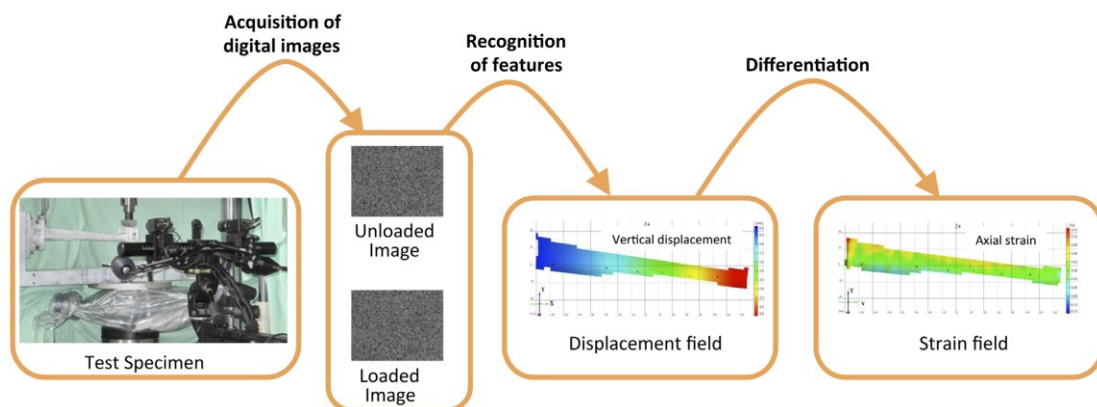 Acquisition of
digital images
Recognition
of features
Differentiation
Test Specimen
Unloaded
Image
Loaded
Image
Vertical displacement
Displacement field
Axial strain
Strain field